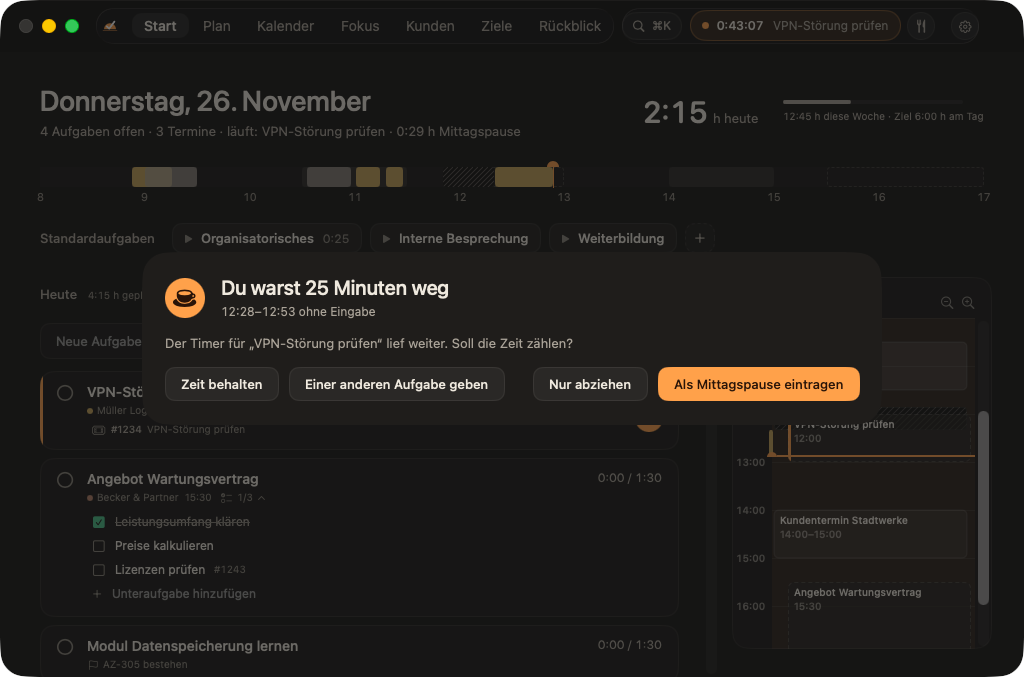 Start Plan Kalender Fokus Kunden Ziele Rückblick ⌘K 0:43:07 VPN-Störung prüfen
Donnerstag, 26. November
4 Aufgaben offen · 3 Termine · läuft: VPN-Störung prüfen · 0:29 h Mittagspause
2:15 h heute
12:45 h diese Woche · Ziel 6:00 h am Tag
8 9 10 11 12 13 14 15 16 17
Standardaufgaben Organisatorisches 0:25 Interne Besprechung Weiterbildung +
Heute 4:15 h
Neue Aufgabe
Du warst 25 Minuten weg
12:28–12:53 ohne Eingabe
Der Timer für „VPN-Störung prüfen“ lief weiter. Soll die Zeit zählen?
Zeit behalten
Einer anderen Aufgabe geben
Nur abziehen
Als Mittagspause eintragen
Müller
#1234 VPN-Störung prüfen
Angebot Wartungsvertrag 0:00 / 1:30
Becker & Partner 15:30 1/3
Leistungsumfang klären
Preise kalkulieren
Lizenzen prüfen #1243
+ Unteraufgabe hinzufügen
Modul Datenspeicherung lernen 0:00 / 1:30
AZ-305 bestehen
VPN-Störung prüfen
12:00
13:00
14:00
Kundentermin Stadtwerke
14:00–15:00
15:00
Angebot Wartungsvertrag
16:00
15:30